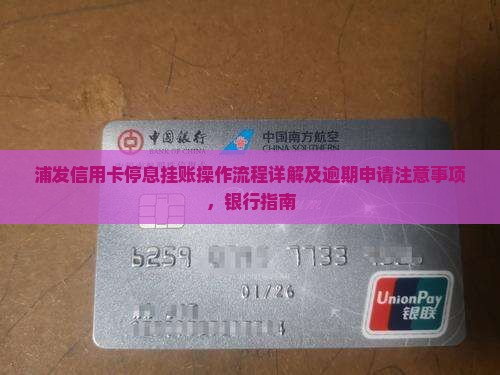 中国银行
中国南方航空
CHINA SOUTHERN
浦发信用卡停息挂账操作流程详解及逾期申请注意事项
，银行指南
6259
7733
01/26
UnionPay
银联